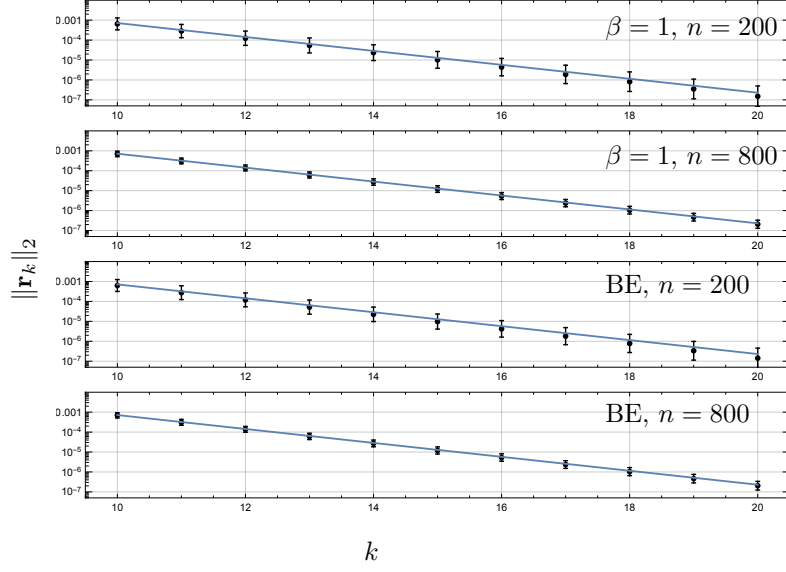 β = 1, n = 200
0.001
10⁻⁴
10⁻⁵
10⁻⁶
10⁻⁷
10 12 14 16 18 20
β = 1, n = 800
0.001
10⁻⁴
10⁻⁵
10⁻⁶
10⁻⁷
10 12 14 16 18 20
||r_k||₂
BE, n = 200
0.001
10⁻⁴
10⁻⁵
10⁻⁶
10⁻⁷
10 12 14 16 18 20
BE, n = 800
0.001
10⁻⁴
10⁻⁵
10⁻⁶
10⁻⁷
10 12 14 16 18 20
k